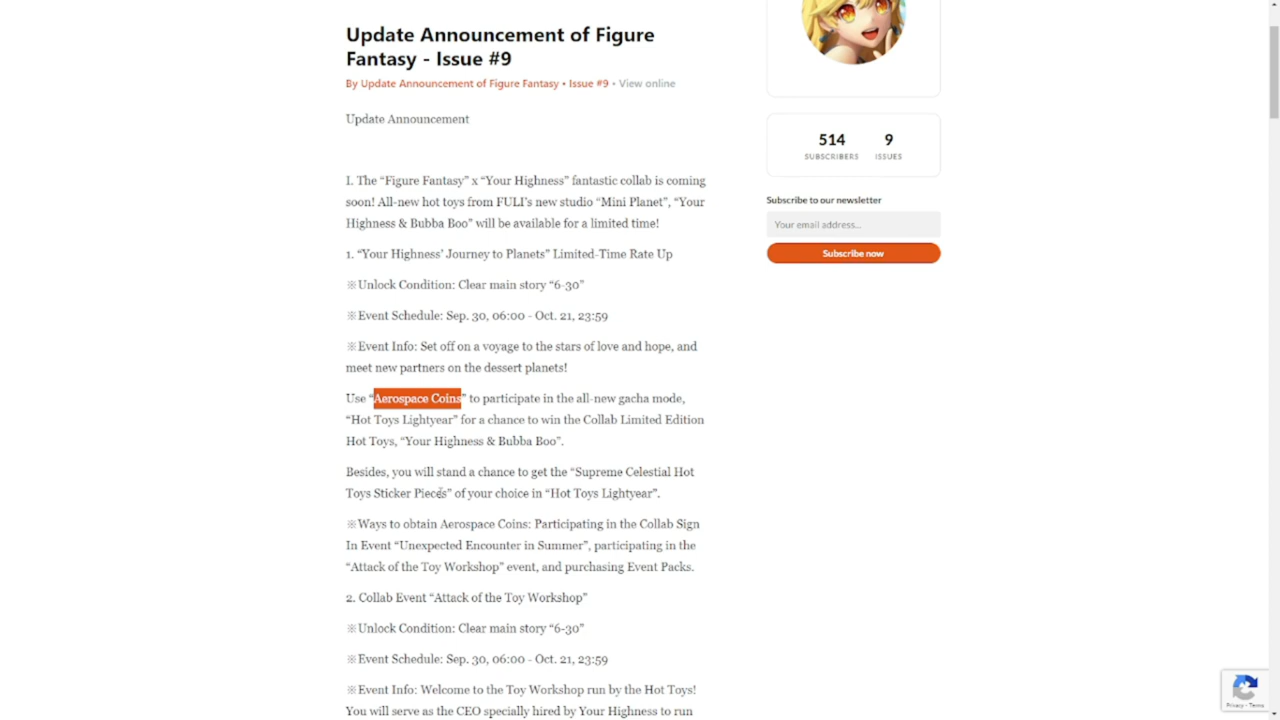 Update Announcement of Figure
Fantasy - Issue #9
By Update Announcement of Figure Fantasy • Issue #9 • View online
Update Announcement
I. The “Figure Fantasy” x “Your Highness” fantastic collab is coming
soon! All-new hot toys from FULI’s new studio “Mini Planet”, “Your
Highness & Bubba Boo” will be available for a limited time!
1. “Your Highness’ Journey to Planets” Limited-Time Rate Up
※Unlock Condition: Clear main story “6-30”
※Event Schedule: Sep. 30, 06:00 - Oct. 21, 23:59
※Event Info: Set off on a voyage to the stars of love and hope, and
meet new partners on the dessert planets!
Use “Aerospace Coins” to participate in the all-new gacha mode,
“Hot Toys Lightyear” for a chance to win the Collab Limited Edition
Hot Toys, “Your Highness & Bubba Boo”.
Besides, you will stand a chance to get the “Supreme Celestial Hot
Toys Sticker Pieces” of your choice in “Hot Toys Lightyear”.
※Ways to obtain Aerospace Coins: Participating in the Collab Sign
In Event “Unexpected Encounter in Summer”, participating in the
“Attack of the Toy Workshop” event, and purchasing Event Packs.
2. Collab Event “Attack of the Toy Workshop”
※Unlock Condition: Clear main story “6-30”
※Event Schedule: Sep. 30, 06:00 - Oct. 21, 23:59
※Event Info: Welcome to the Toy Workshop run by the Hot Toys!
You will serve as the CEO specially hired by Your Highness to run
514 9
SUBSCRIBERS ISSUES
Subscribe to our newsletter
Your email address...
Subscribe now
Privacy - Terms